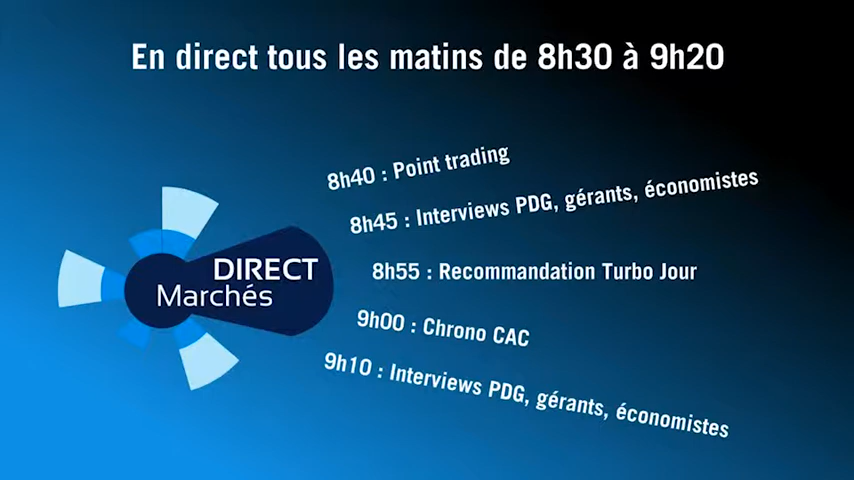 En direct tous les matins de 8h30 à 9h20
8h40 : Point trading
8h45 : Interviews PDG, gérants, économistes
DIRECT
Marchés
8h55 : Recommandation Turbo Jour
9h00 : Chrono CAC
9h10 : Interviews PDG, gérants, économistes